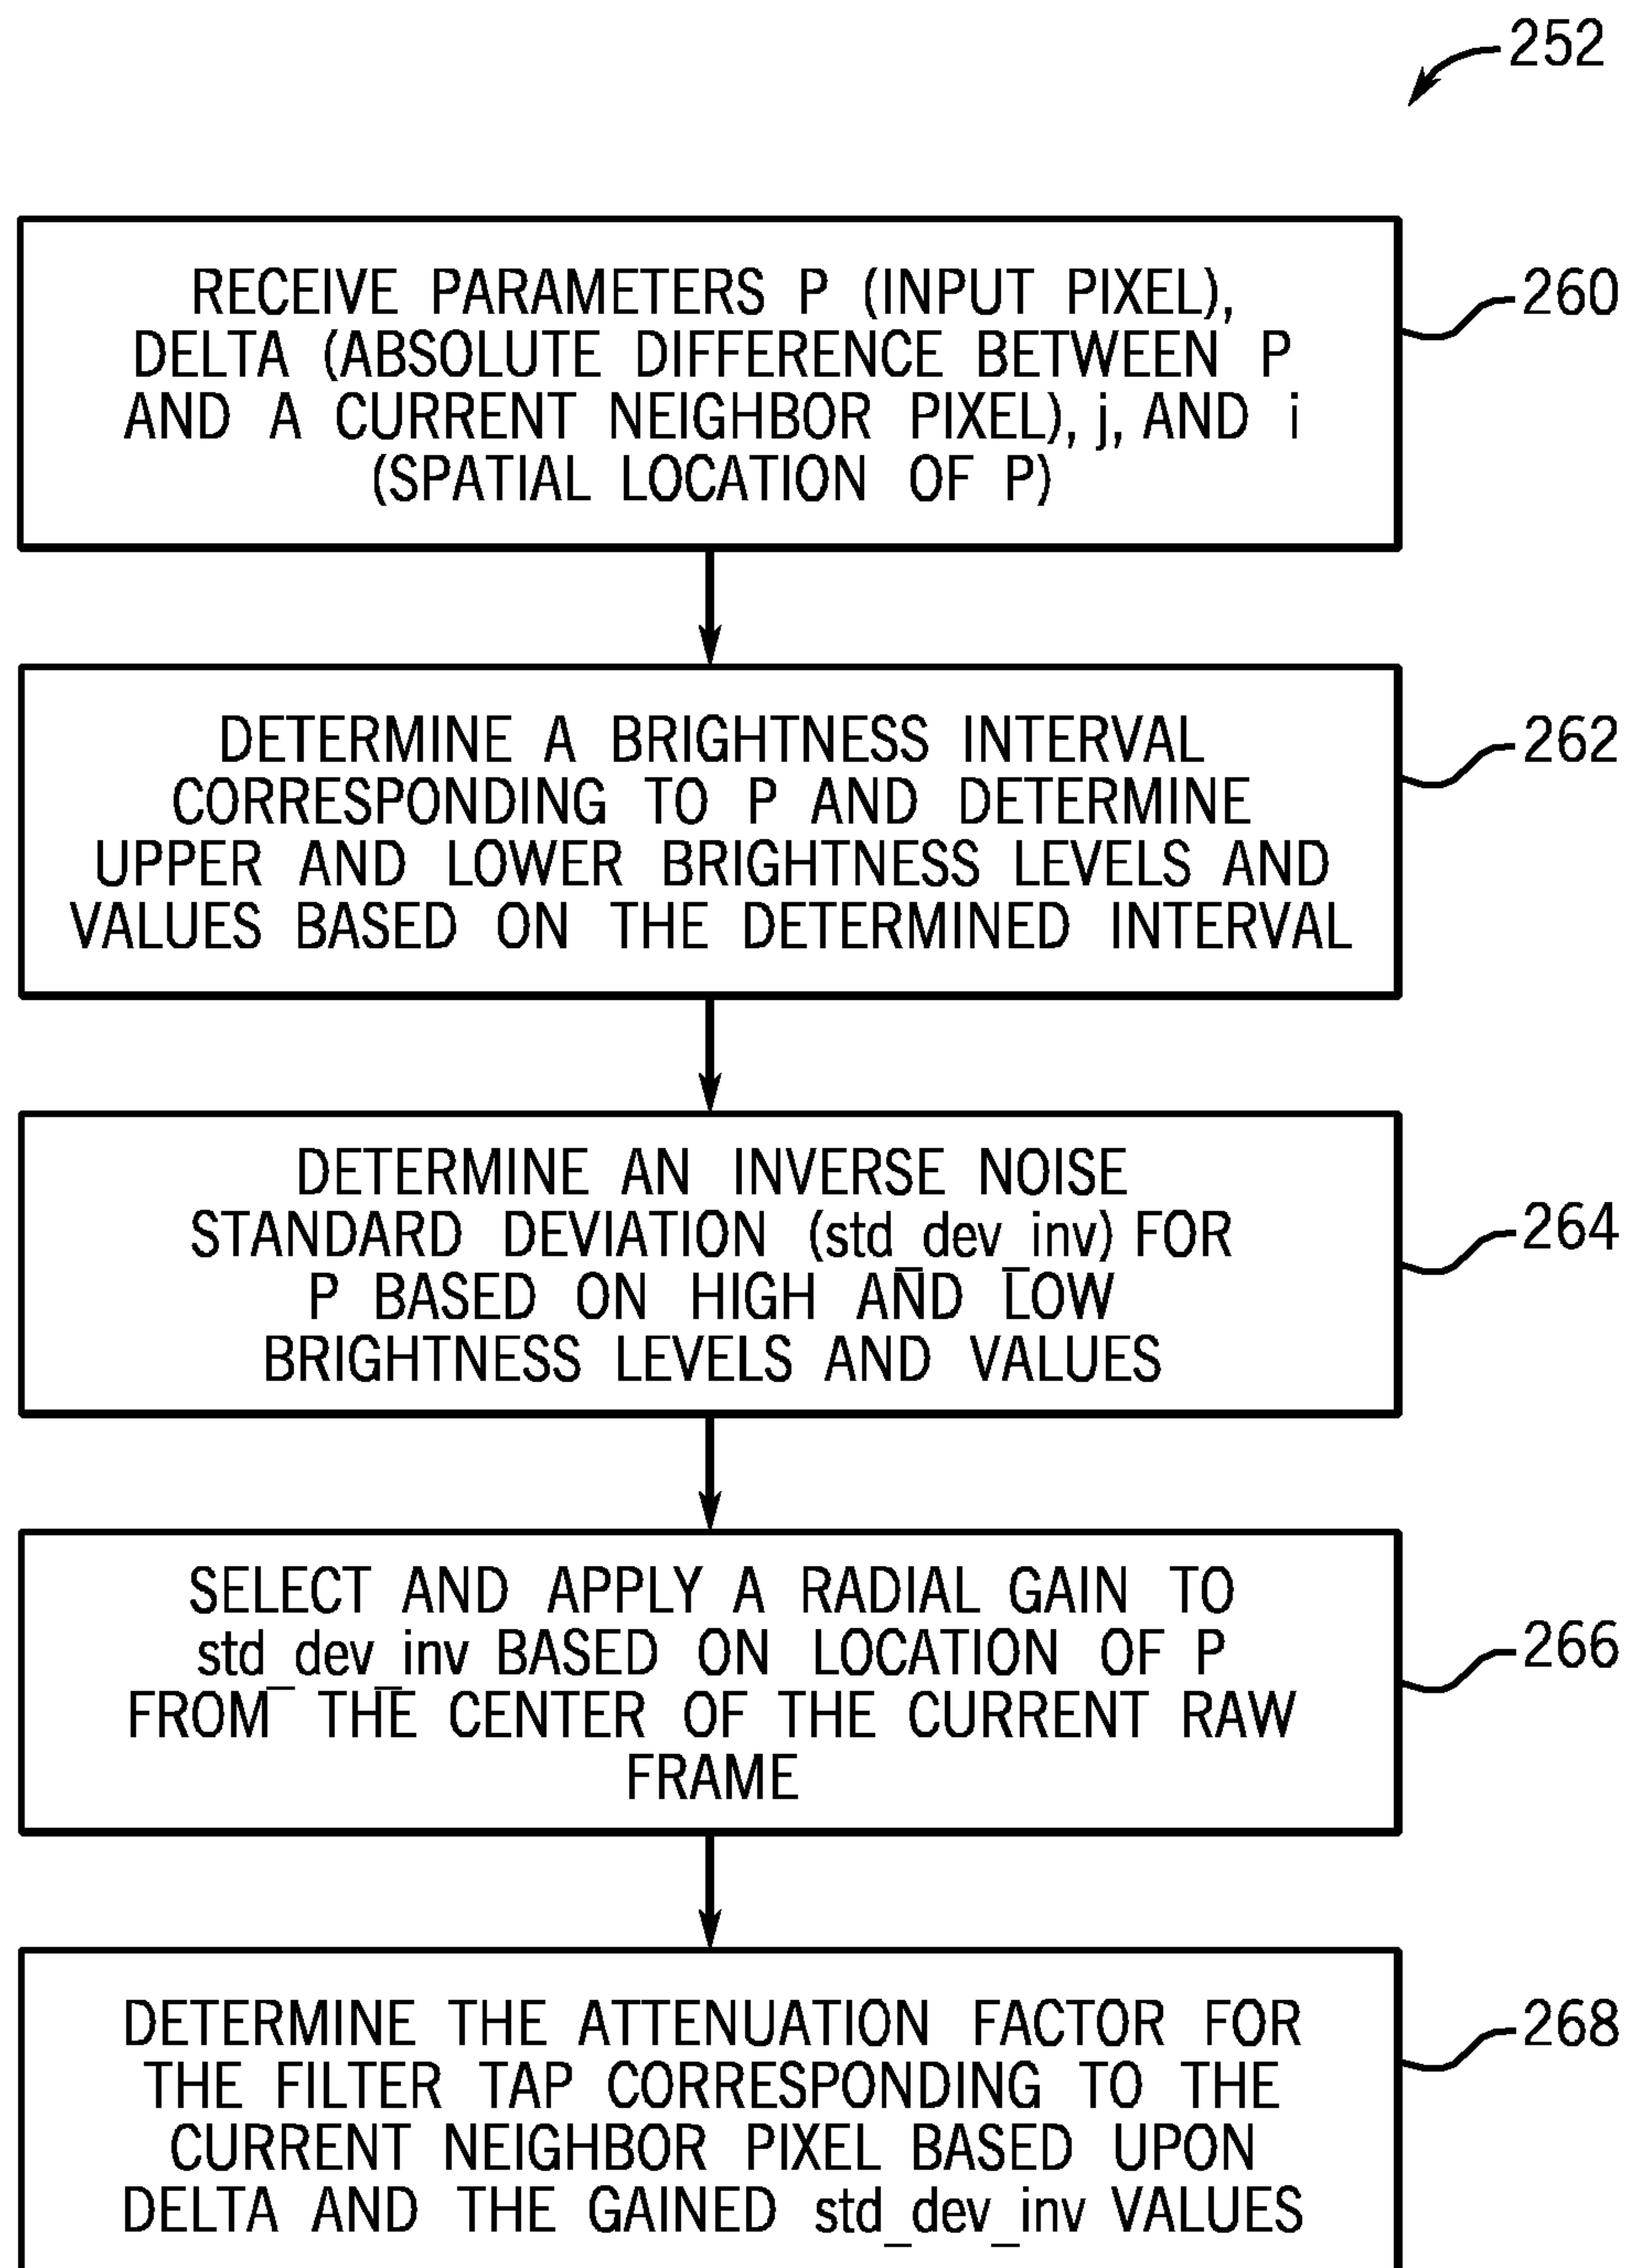 252
RECEIVE PARAMETERS P (INPUT PIXEL),
DELTA (ABSOLUTE DIFFERENCE BETWEEN P
AND A CURRENT NEIGHBOR PIXEL), j, AND i
(SPATIAL LOCATION OF P)
260
DETERMINE A BRIGHTNESS INTERVAL
CORRESPONDING TO P AND DETERMINE
UPPER AND LOWER BRIGHTNESS LEVELS AND
VALUES BASED ON THE DETERMINED INTERVAL
262
DETERMINE AN INVERSE NOISE
STANDARD DEVIATION (std_dev_inv) FOR
P BASED ON HIGH AND LOW
BRIGHTNESS LEVELS AND VALUES
264
SELECT AND APPLY A RADIAL GAIN TO
std_dev_inv BASED ON LOCATION OF P
FROM THE CENTER OF THE CURRENT RAW
FRAME
266
DETERMINE THE ATTENUATION FACTOR FOR
THE FILTER TAP CORRESPONDING TO THE
CURRENT NEIGHBOR PIXEL BASED UPON
DELTA AND THE GAINED std_dev_inv VALUES
268